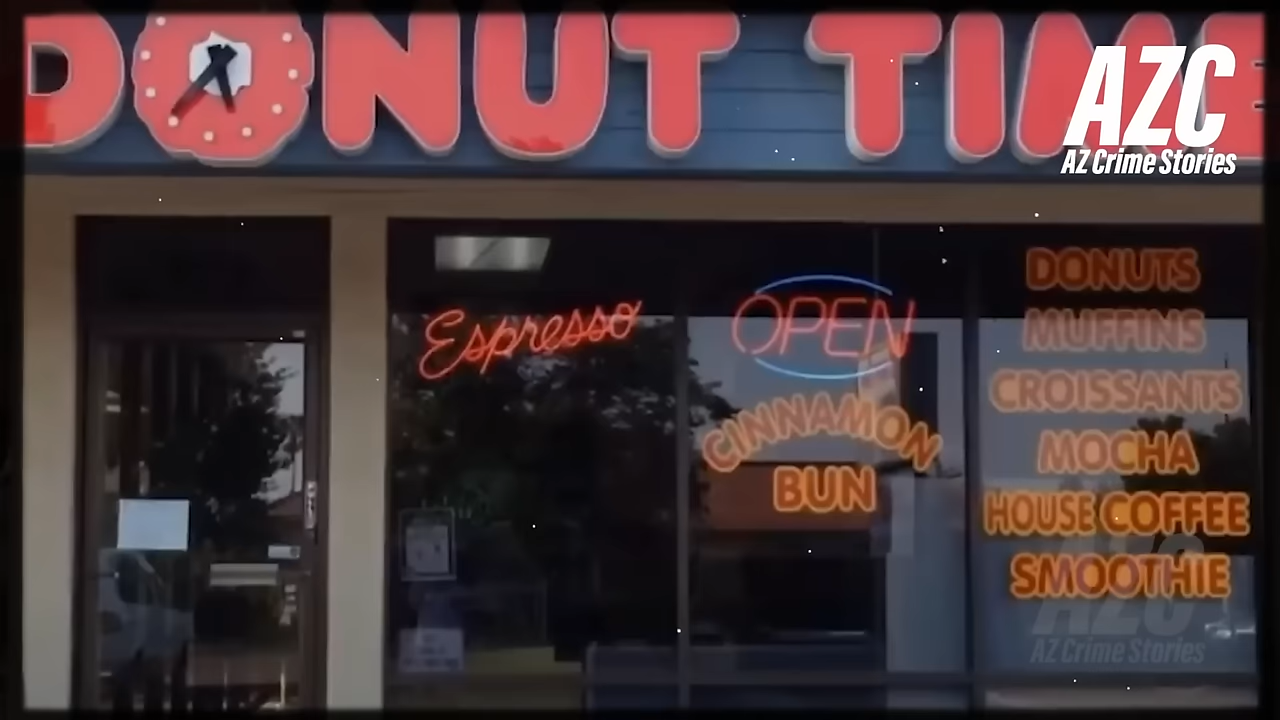 DONUT TIME
AZC
AZ Crime Stories
Espresso
OPEN
CINNAMON
BUN
DONUTS
MUFFINS
CROISSANTS
MOCHA
HOUSE COFFEE
SMOOTHIE
AZC
AZ Crime Stories